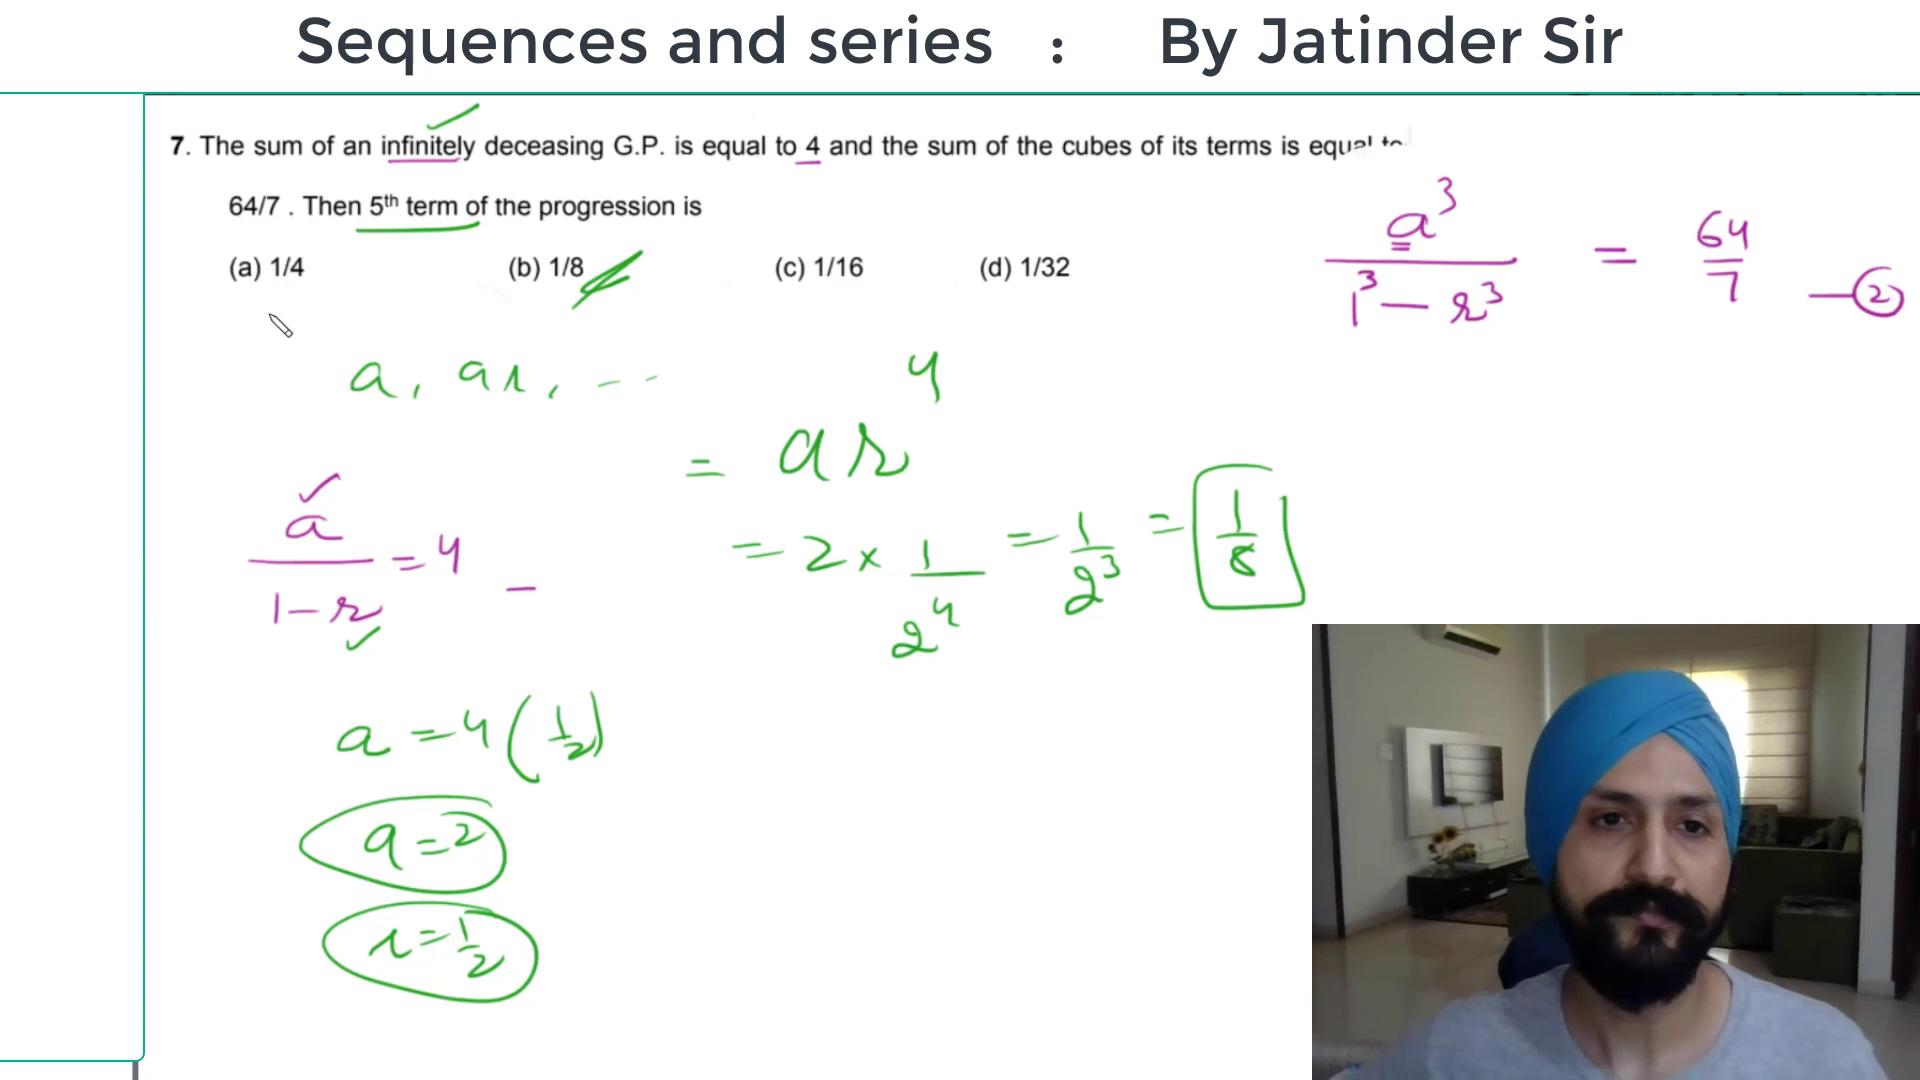 Sequences and series : By Jatinder Sir
7. The sum of an infinitely deceasing G.P. is equal to 4 and the sum of the cubes of its terms is equal to
64/7 . Then 5th term of the progression is
(a) 1/4 (b) 1/8 (c) 1/16 (d) 1/32
a³/(1³ − r³) = 64/7 —②
a, ar, - - -
= ar⁴
a/(1 − r) = 4 −
= 2 × 1/2⁴ = 1/2³ = 1/8
a = 4(1/2)
a = 2
r = 1/2